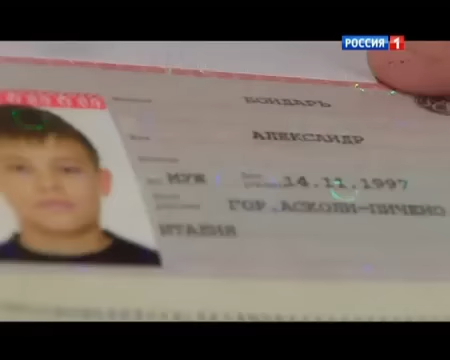 РОССИЯ 1
БОНДАРЬ
АЛЕКСАНДР
МУЖ 14.11.1997
ГОР. АСКОЛИ-ПИЧЕНО
ИТАЛИЯ